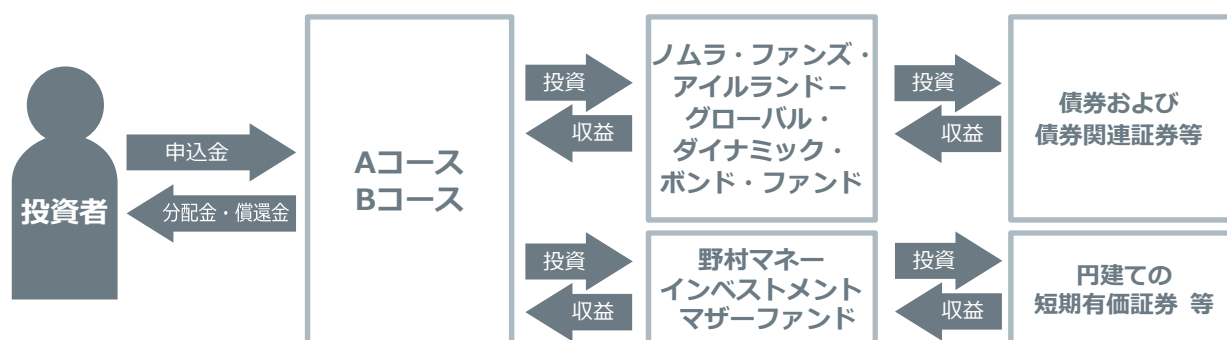 投資者
申込金
分配金・償還金
Aコース
Bコース
投資
収益
ノムラ・ファンズ・
アイルランド－
グローバル・
ダイナミック・
ボンド・ファンド
投資
収益
債券および
債券関連証券等
投資
収益
野村マネー
インベストメント
マザーファンド
投資
収益
円建ての
短期有価証券 等